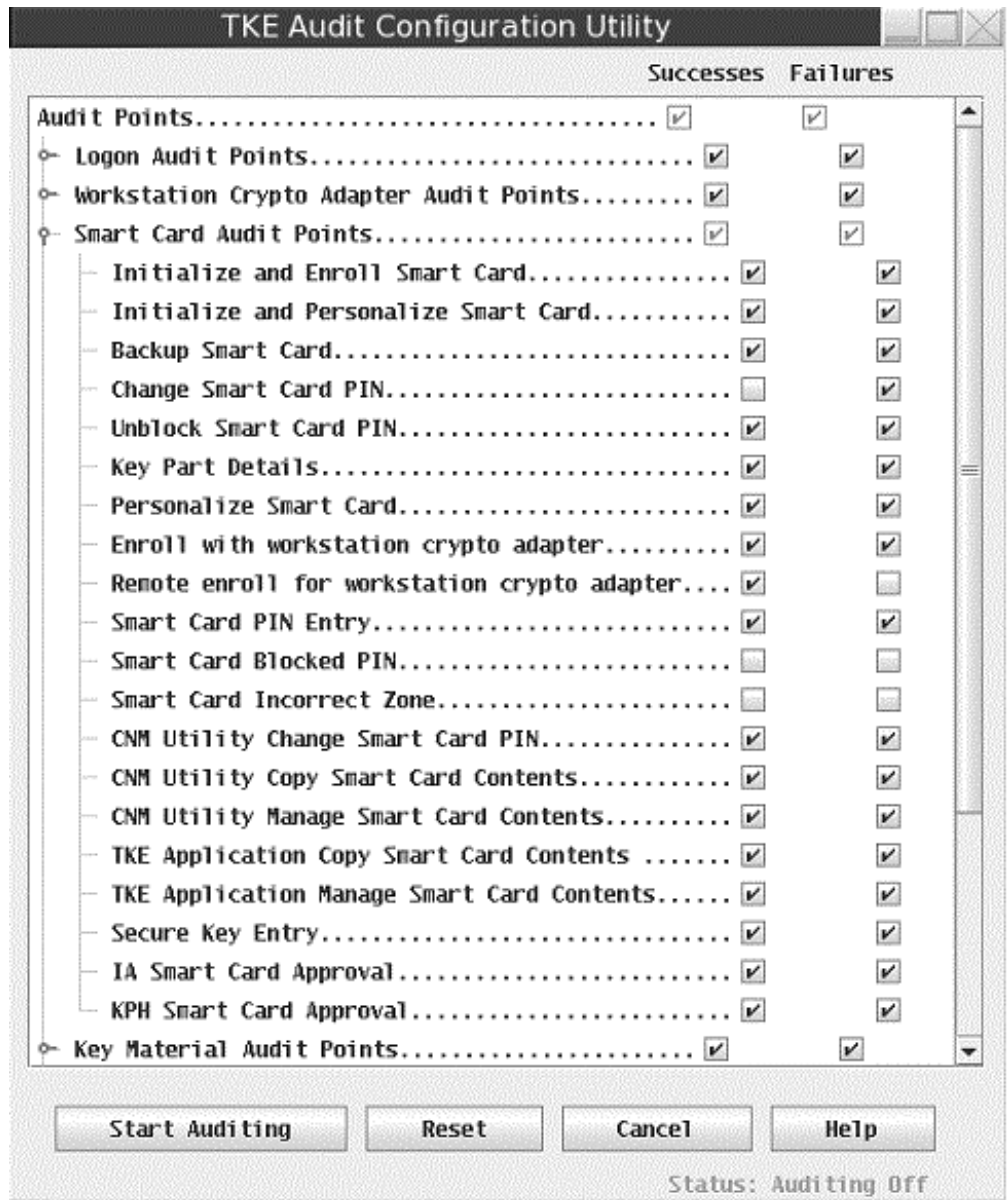 TKE Audit Configuration Utility
Successes Failures
Audit Points....................................
Logon Audit Points..............................
Workstation Crypto Adapter Audit Points.........
Smart Card Audit Points.........................
Initialize and Enroll Smart Card................
Initialize and Personalize Smart Card...........
Backup Smart Card...............................
Change Smart Card PIN...........................
Unblock Smart Card PIN..........................
Key Part Details................................
Personalize Smart Card..........................
Enroll with workstation crypto adapter..........
Remote enroll for workstation crypto adapter....
Smart Card PIN Entry............................
Smart Card Blocked PIN..........................
Smart Card Incorrect Zone.......................
CNM Utility Change Smart Card PIN...............
CNM Utility Copy Smart Card Contents............
CNM Utility Manage Smart Card Contents..........
TKE Application Copy Smart Card Contents .......
TKE Application Manage Smart Card Contents......
Secure Key Entry................................
IA Smart Card Approval..........................
KPH Smart Card Approval.........................
Key Material Audit Points.......................
Start Auditing Reset Cancel Help
Status: Auditing Off